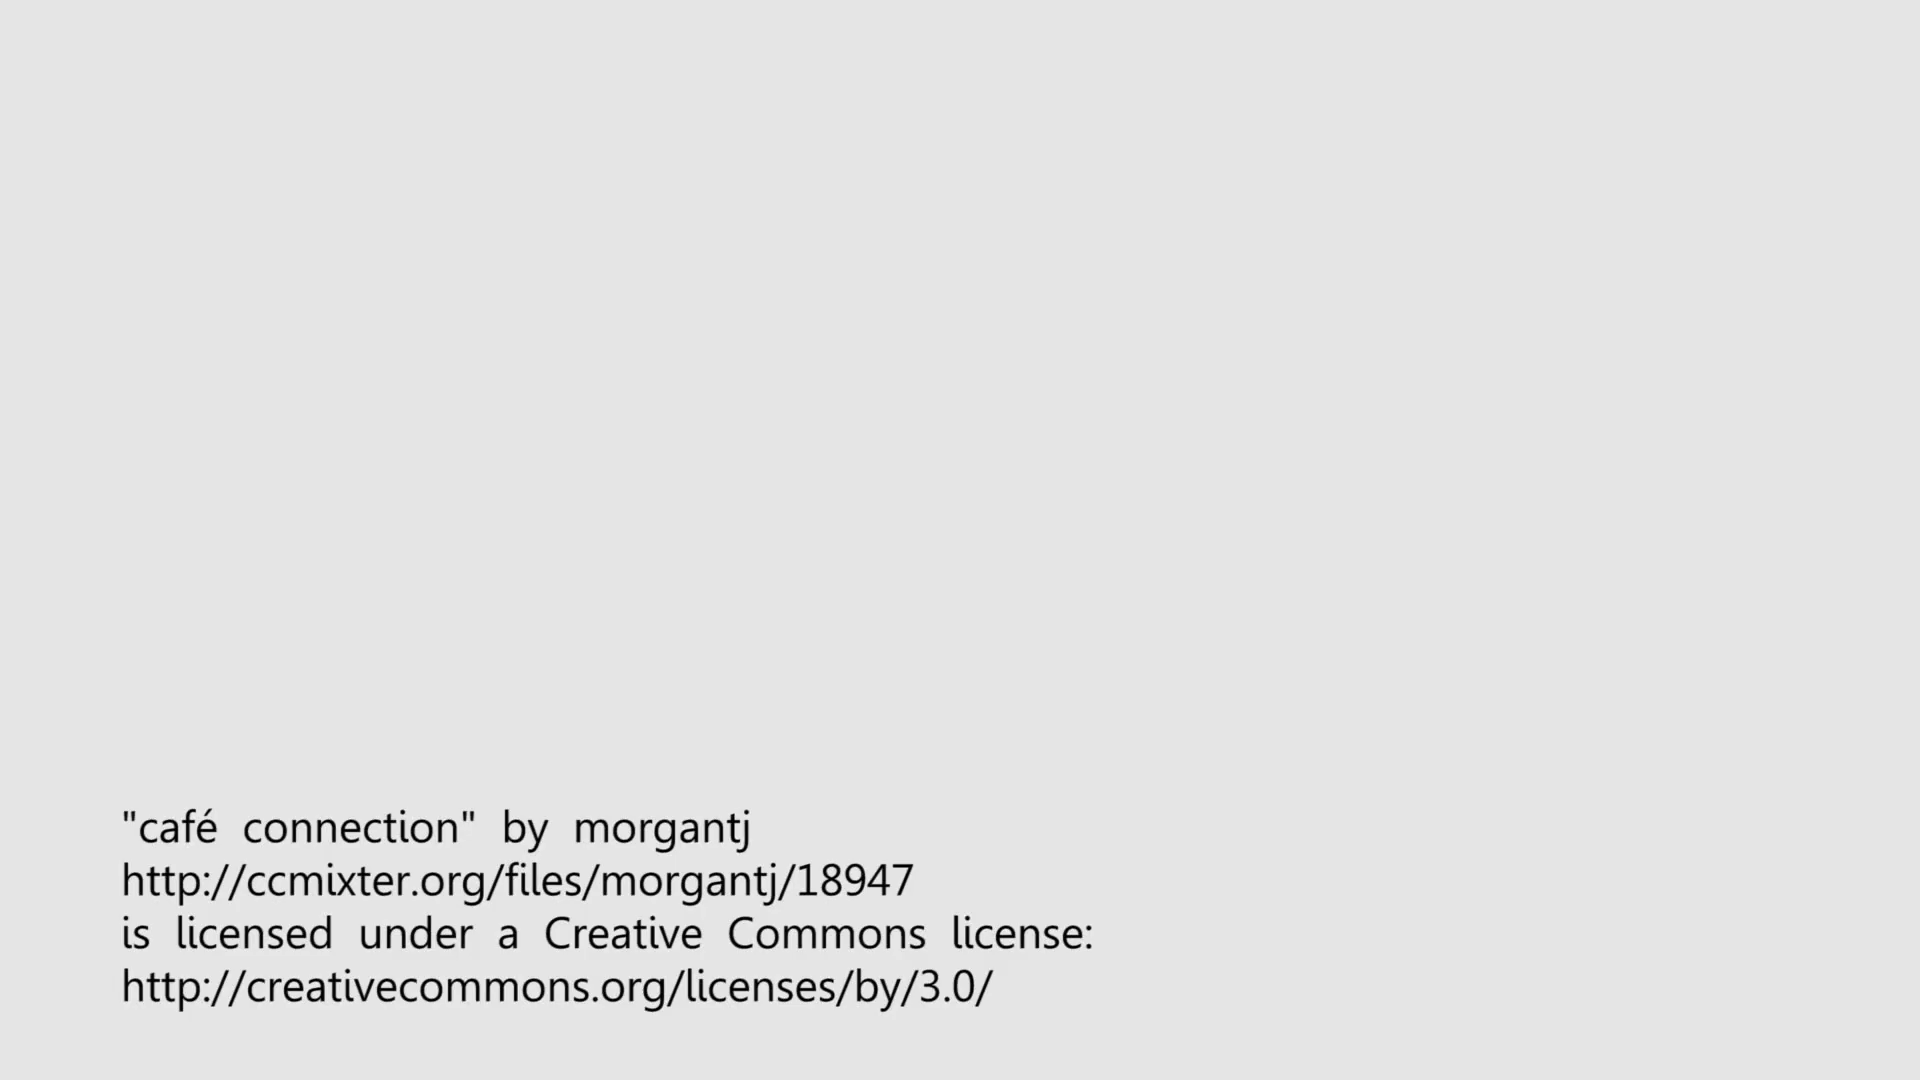 "café connection" by morgantj
http://ccmixter.org/files/morgantj/18947
is licensed under a Creative Commons license:
http://creativecommons.org/licenses/by/3.0/